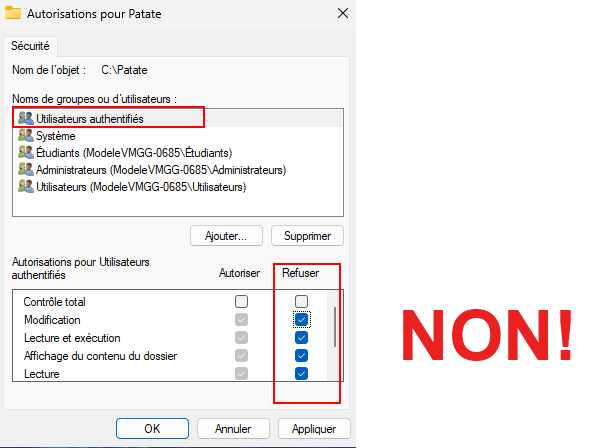 Autorisations pour Patate
Sécurité
Nom de l'objet : C:\Patate
Noms de groupes ou d'utilisateurs :
Utilisateurs authentifiés
Système
Étudiants (ModeleVMGG-0685\Étudiants)
Administrateurs (ModeleVMGG-0685\Administrateurs)
Utilisateurs (ModeleVMGG-0685\Utilisateurs)
Ajouter... Supprimer
Autorisations pour Utilisateurs
authentifiés Autoriser Refuser
Contrôle total
Modification
Lecture et exécution
Affichage du contenu du dossier
Lecture
OK Annuler Appliquer
NON!